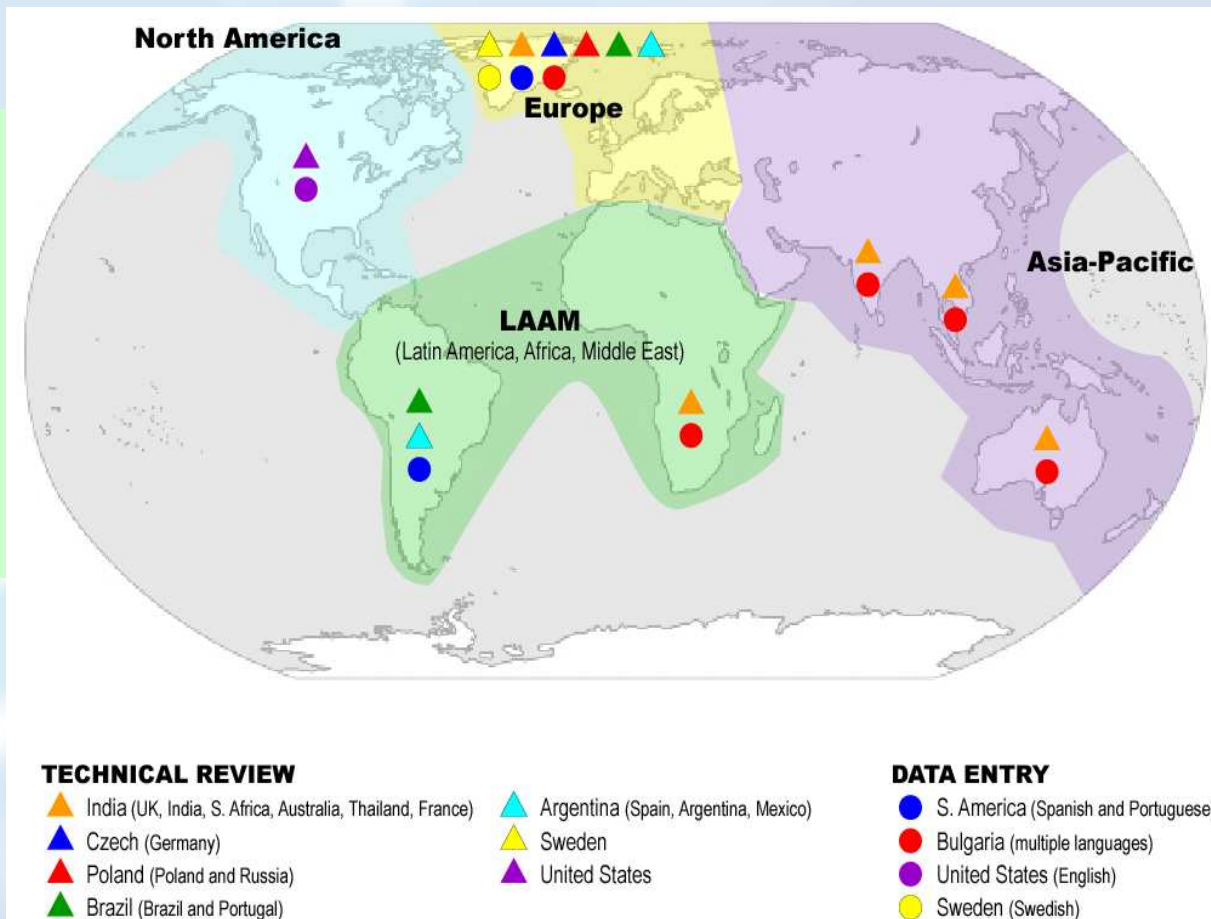 North America
Europe
Asia-Pacific
LAAM
(Latin America, Africa, Middle East)
TECHNICAL REVIEW
India (UK, India, S. Africa, Australia, Thailand, France)
Czech (Germany)
Poland (Poland and Russia)
Brazil (Brazil and Portugal)
Argentina (Spain, Argentina, Mexico)
Sweden
United States
DATA ENTRY
S. America (Spanish and Portuguese
Bulgaria (multiple languages)
United States (English)
Sweden (Swedish)